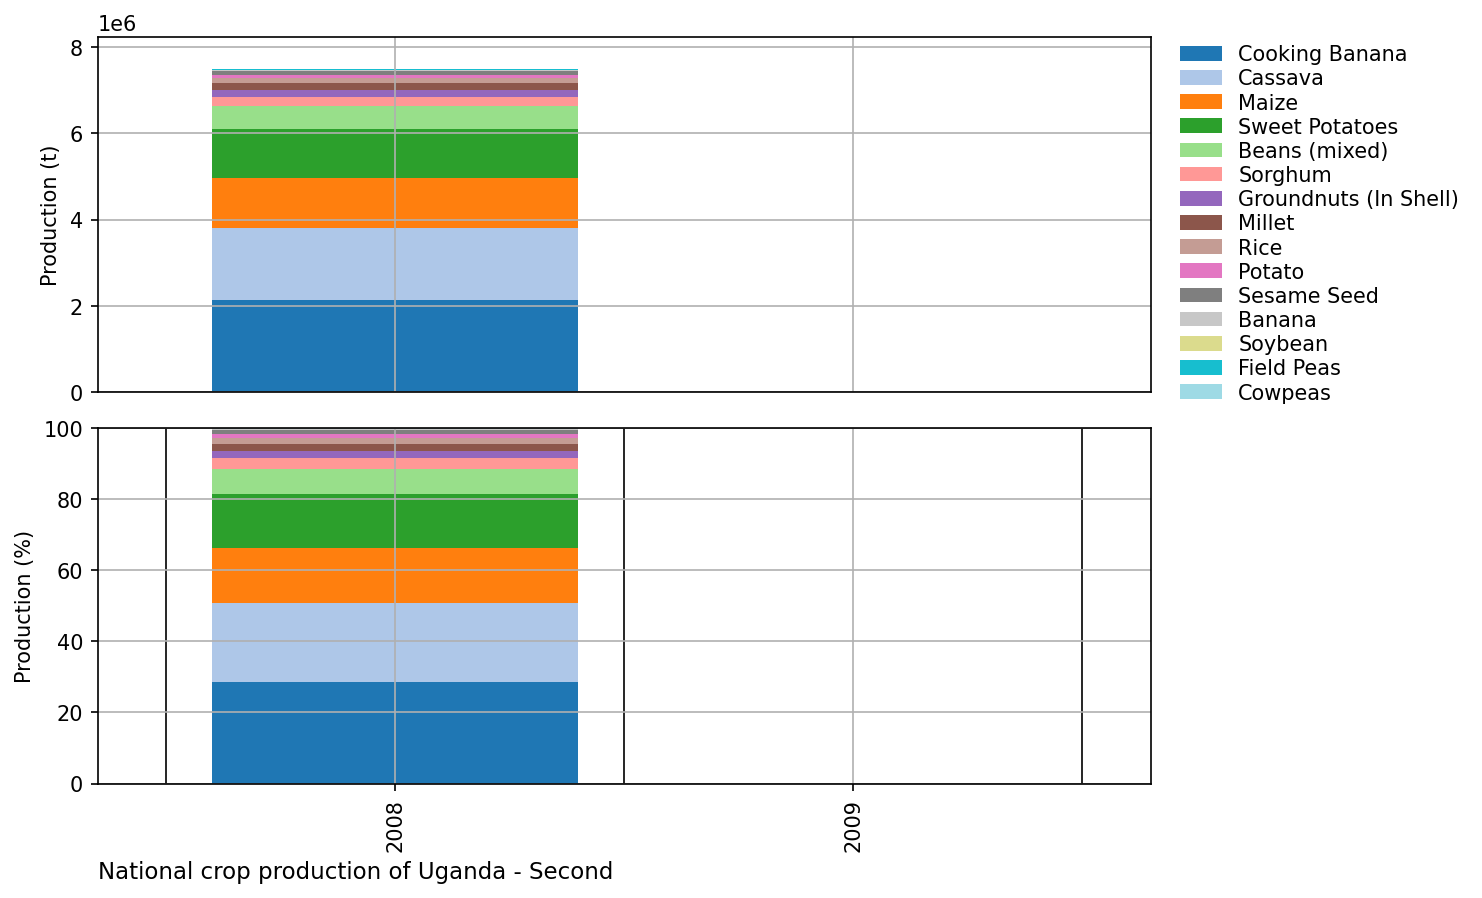 1e6
8
6
4
2
0
Production (t)
Cooking Banana
Cassava
Maize
Sweet Potatoes
Beans (mixed)
Sorghum
Groundnuts (In Shell)
Millet
Rice
Potato
Sesame Seed
Banana
Soybean
Field Peas
Cowpeas
100
80
60
40
20
0
Production (%)
2008
2009
National crop production of Uganda - Second